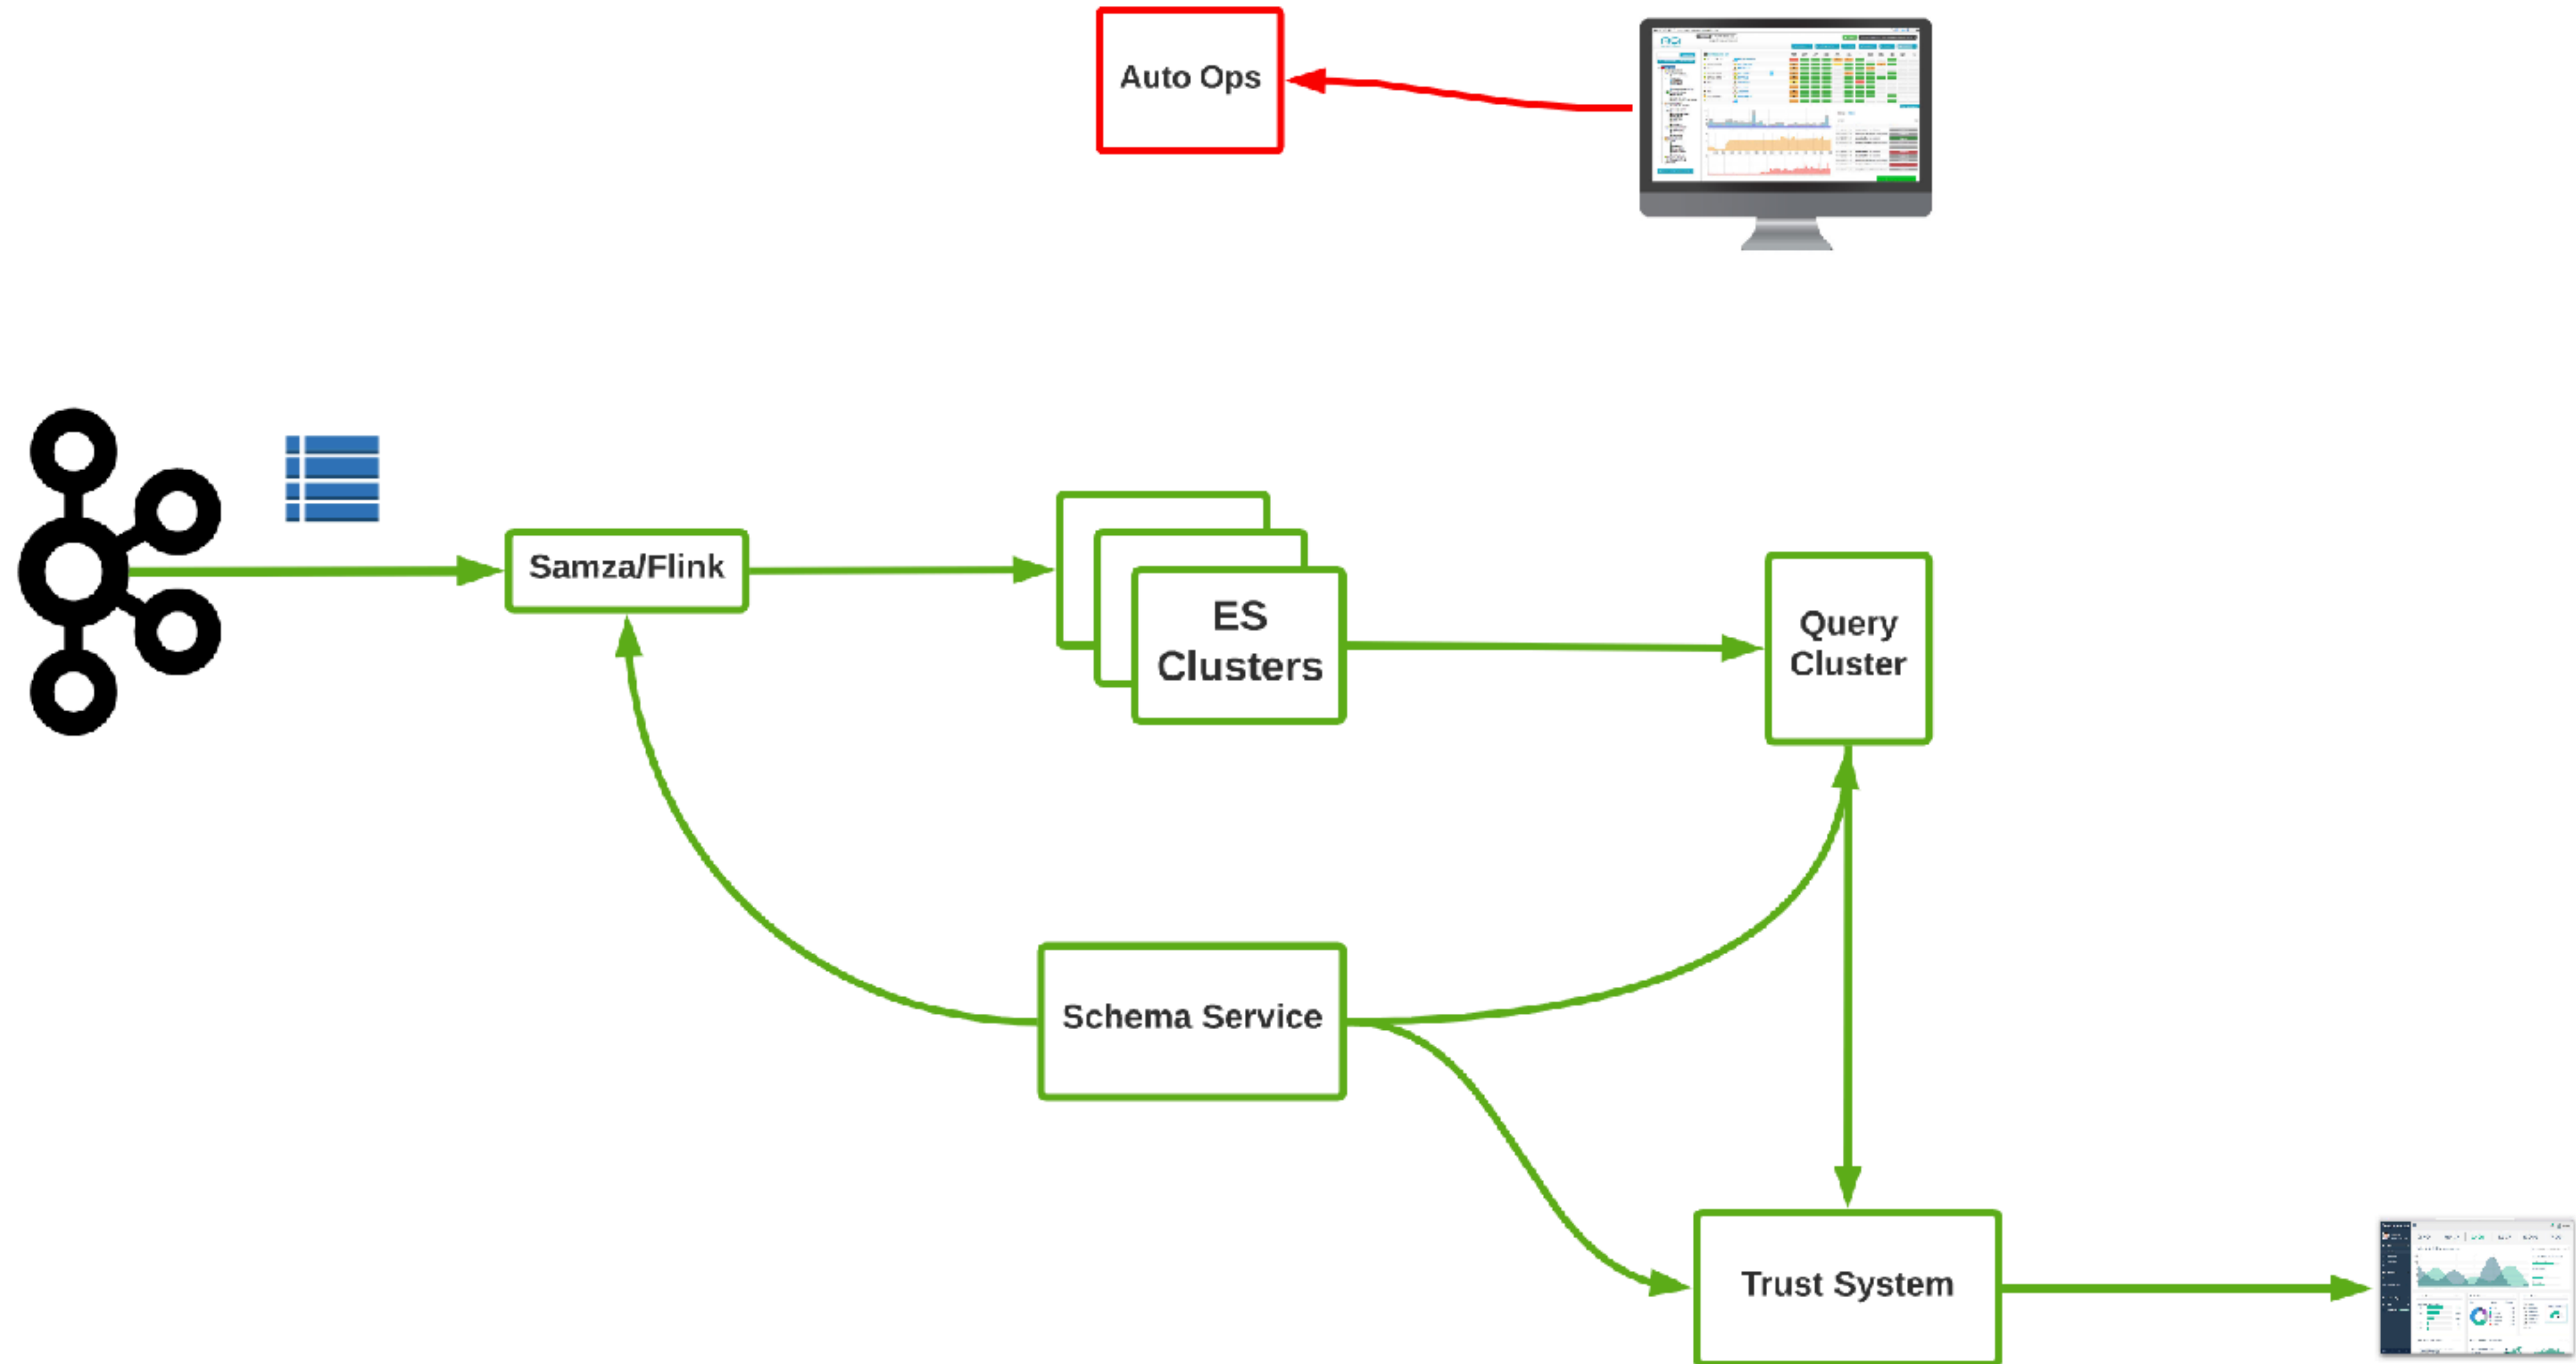 Auto Ops
Samza/Flink
ES
Clusters
Query
Cluster
Schema Service
Trust System